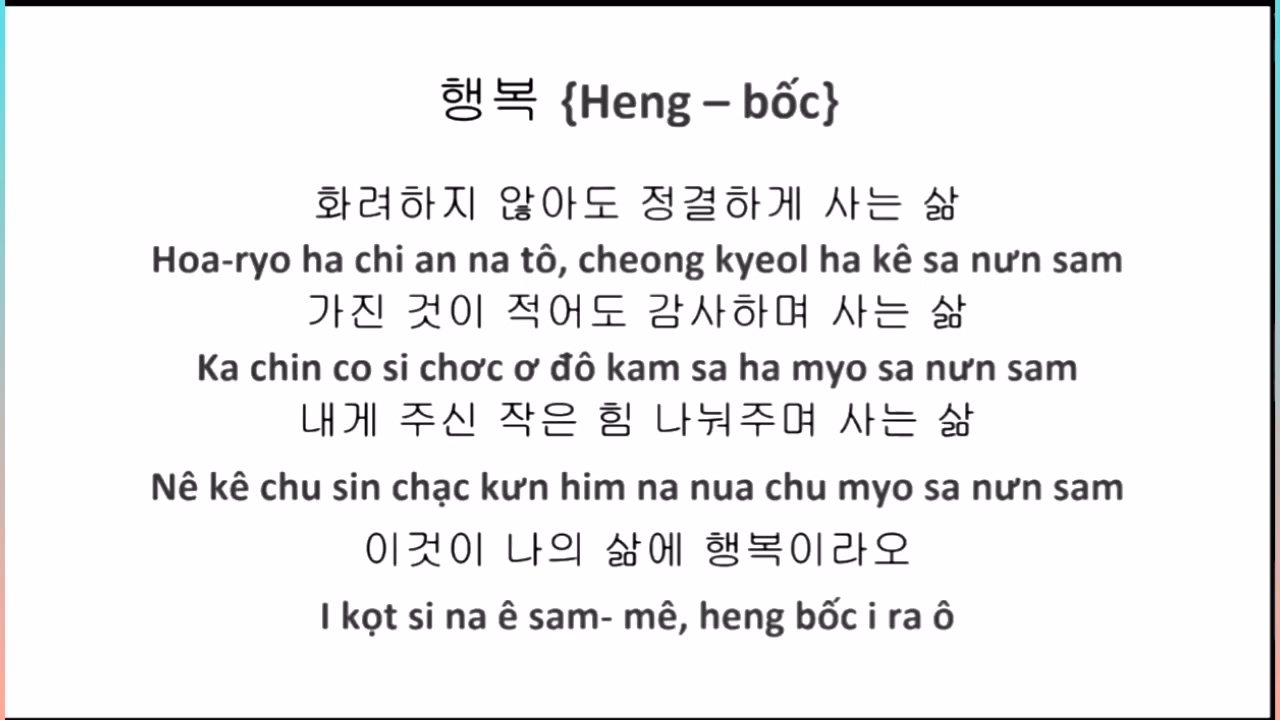 행복 {Heng – bốc}
화려하지 않아도 정결하게 사는 삶
Hoa-ryo ha chi an na tô, cheong kyeol ha kê sa nưn sam
가진 것이 적어도 감사하며 사는 삶
Ka chin co si chơc ơ đô kam sa ha myo sa nưn sam
내게 주신 작은 힘 나눠주며 사는 삶
Nê kê chu sin chạc kưn him na nua chu myo sa nưn sam
이것이 나의 삶에 행복이라오
I kọt si na ê sam- mê, heng bốc i ra ô